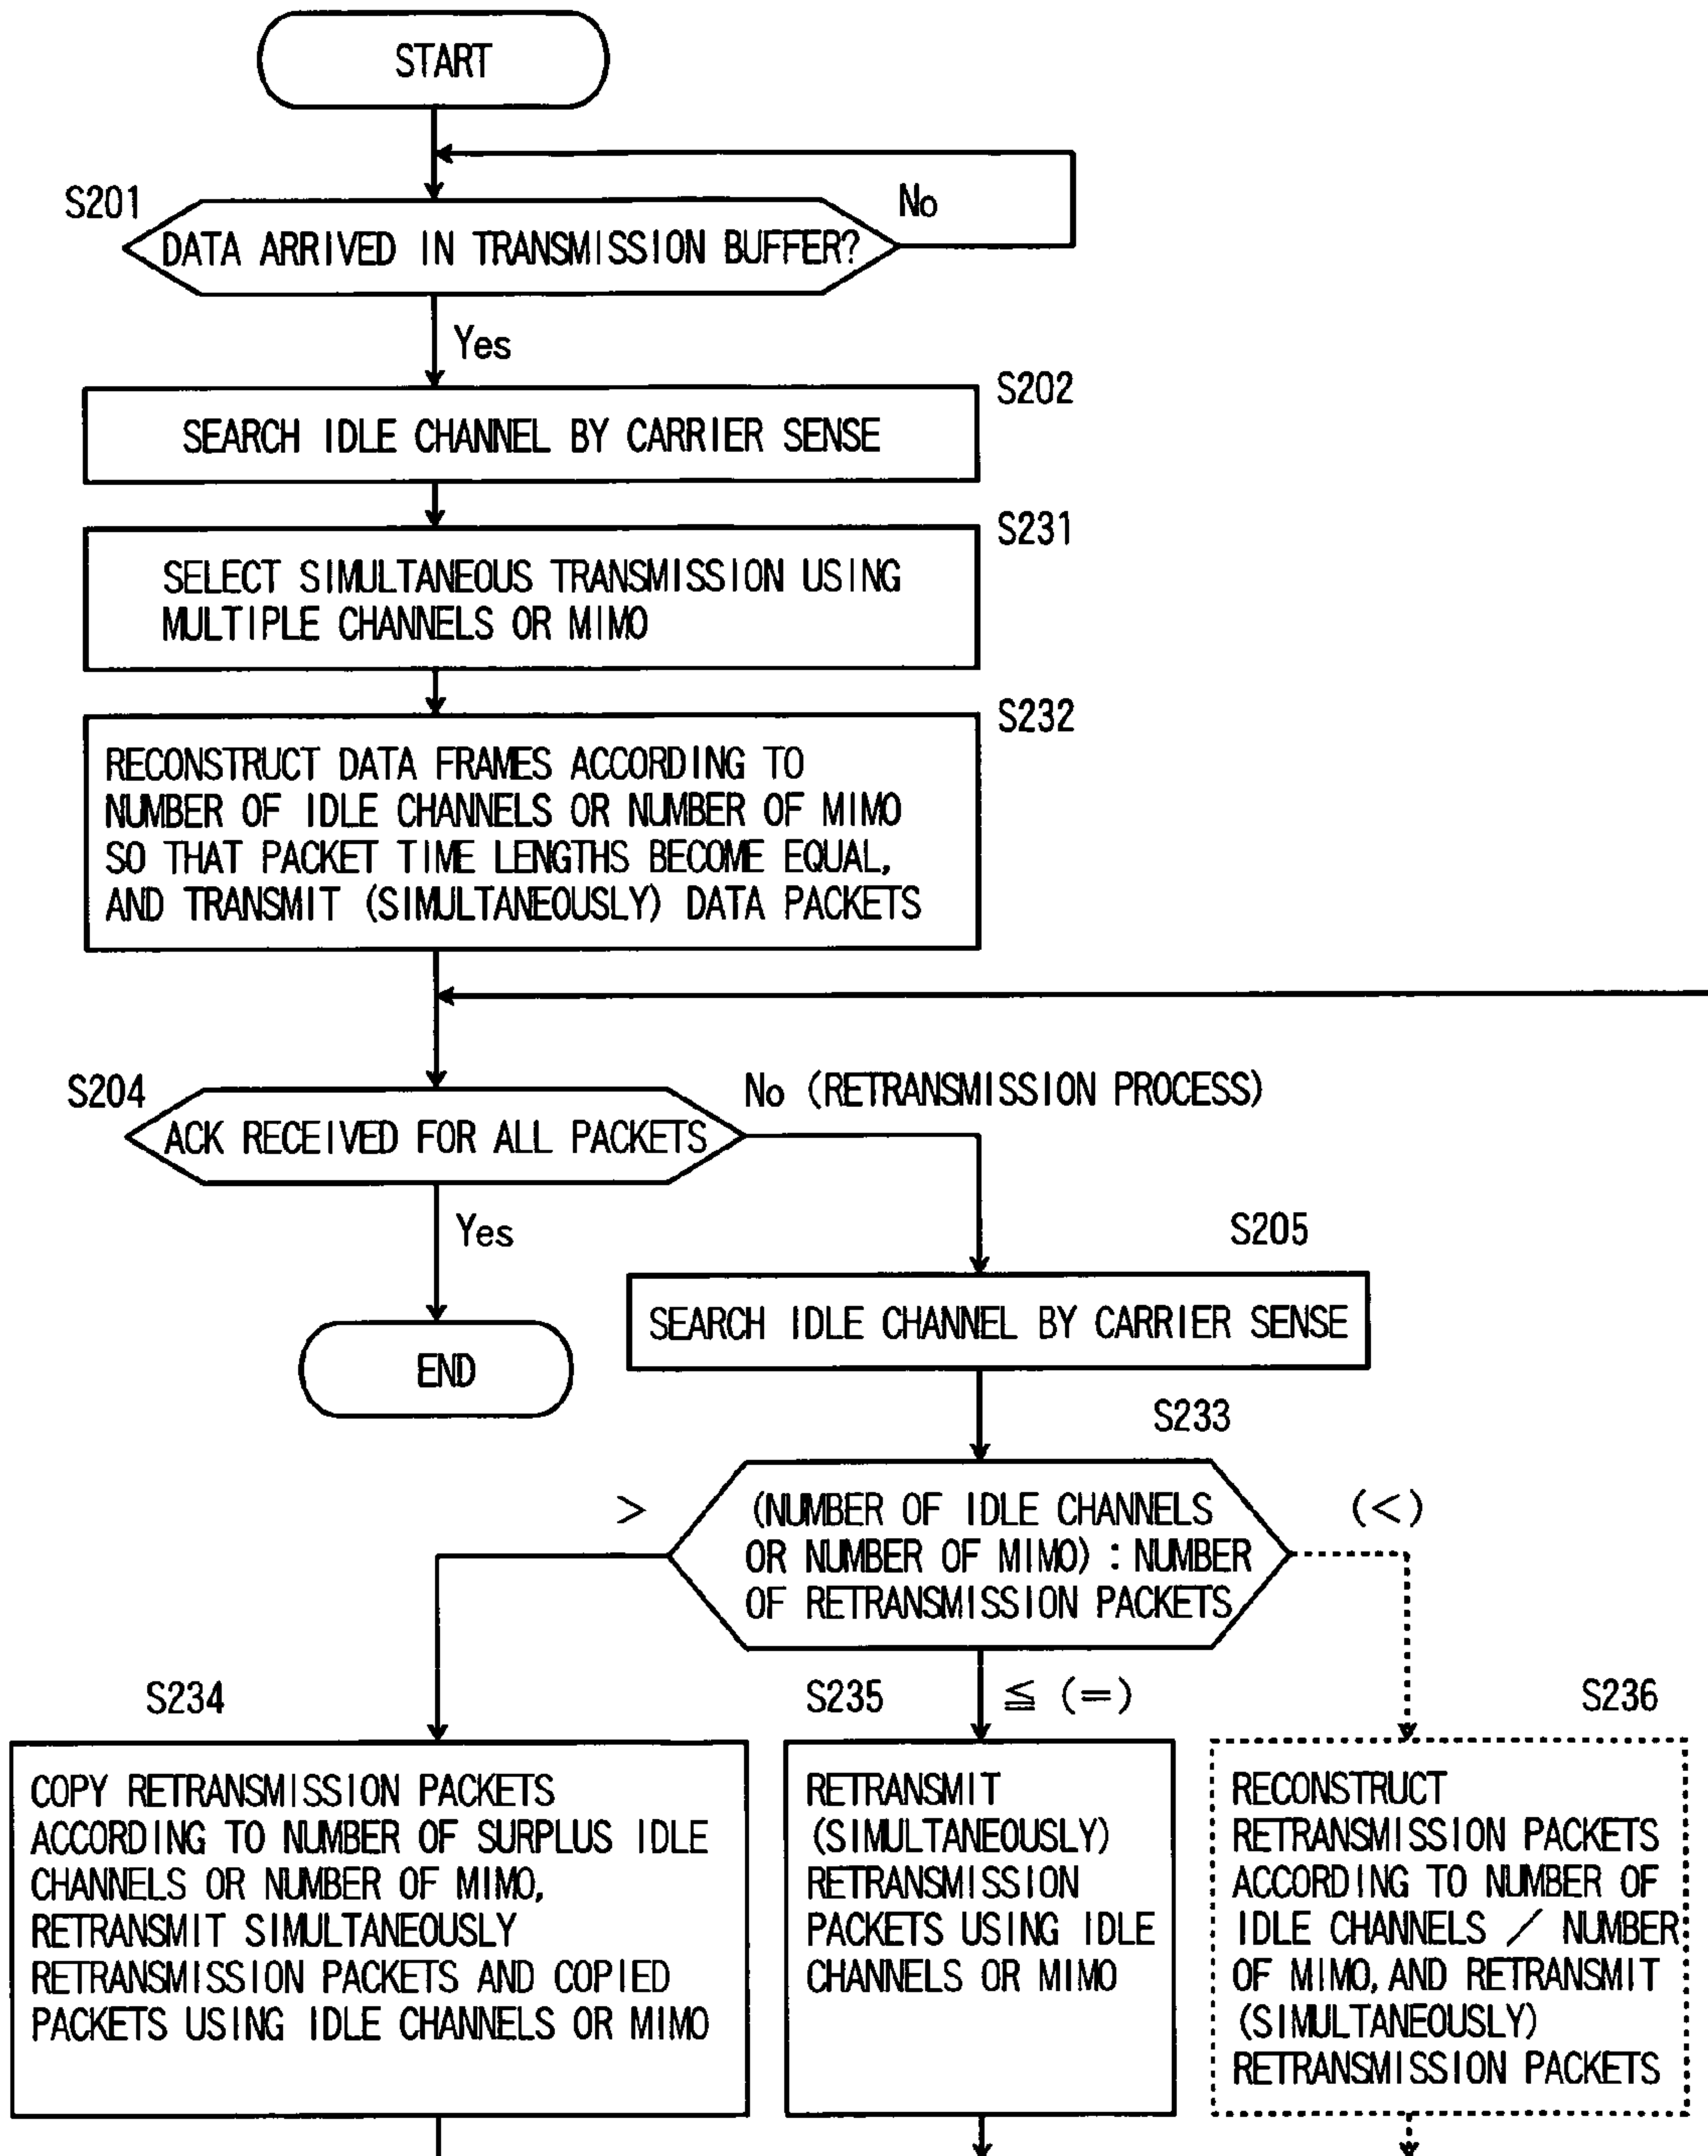 START
S201
No
DATA ARRIVED IN TRANSMISSION BUFFER?
Yes
S202
SEARCH IDLE CHANNEL BY CARRIER SENSE
S231
SELECT SIMULTANEOUS TRANSMISSION USING
MULTIPLE CHANNELS OR MIMO
S232
RECONSTRUCT DATA FRAMES ACCORDING TO
NUMBER OF IDLE CHANNELS OR NUMBER OF MIMO
SO THAT PACKET TIME LENGTHS BECOME EQUAL,
AND TRANSMIT (SIMULTANEOUSLY) DATA PACKETS
S204
No (RETRANSMISSION PROCESS)
ACK RECEIVED FOR ALL PACKETS
Yes
S205
SEARCH IDLE CHANNEL BY CARRIER SENSE
END
S233
>
(NUMBER OF IDLE CHANNELS
OR NUMBER OF MIMO) : NUMBER
OF RETRANSMISSION PACKETS
(<)
S234
COPY RETRANSMISSION PACKETS
ACCORDING TO NUMBER OF SURPLUS IDLE
CHANNELS OR NUMBER OF MIMO,
RETRANSMIT SIMULTANEOUSLY
RETRANSMISSION PACKETS AND COPIED
PACKETS USING IDLE CHANNELS OR MIMO
S235
≦ (=)
RETRANSMIT
(SIMULTANEOUSLY)
RETRANSMISSION
PACKETS USING IDLE
CHANNELS OR MIMO
S236
RECONSTRUCT
RETRANSMISSION PACKETS
ACCORDING TO NUMBER OF
IDLE CHANNELS / NUMBER
OF MIMO, AND RETRANSMIT
(SIMULTANEOUSLY)
RETRANSMISSION PACKETS